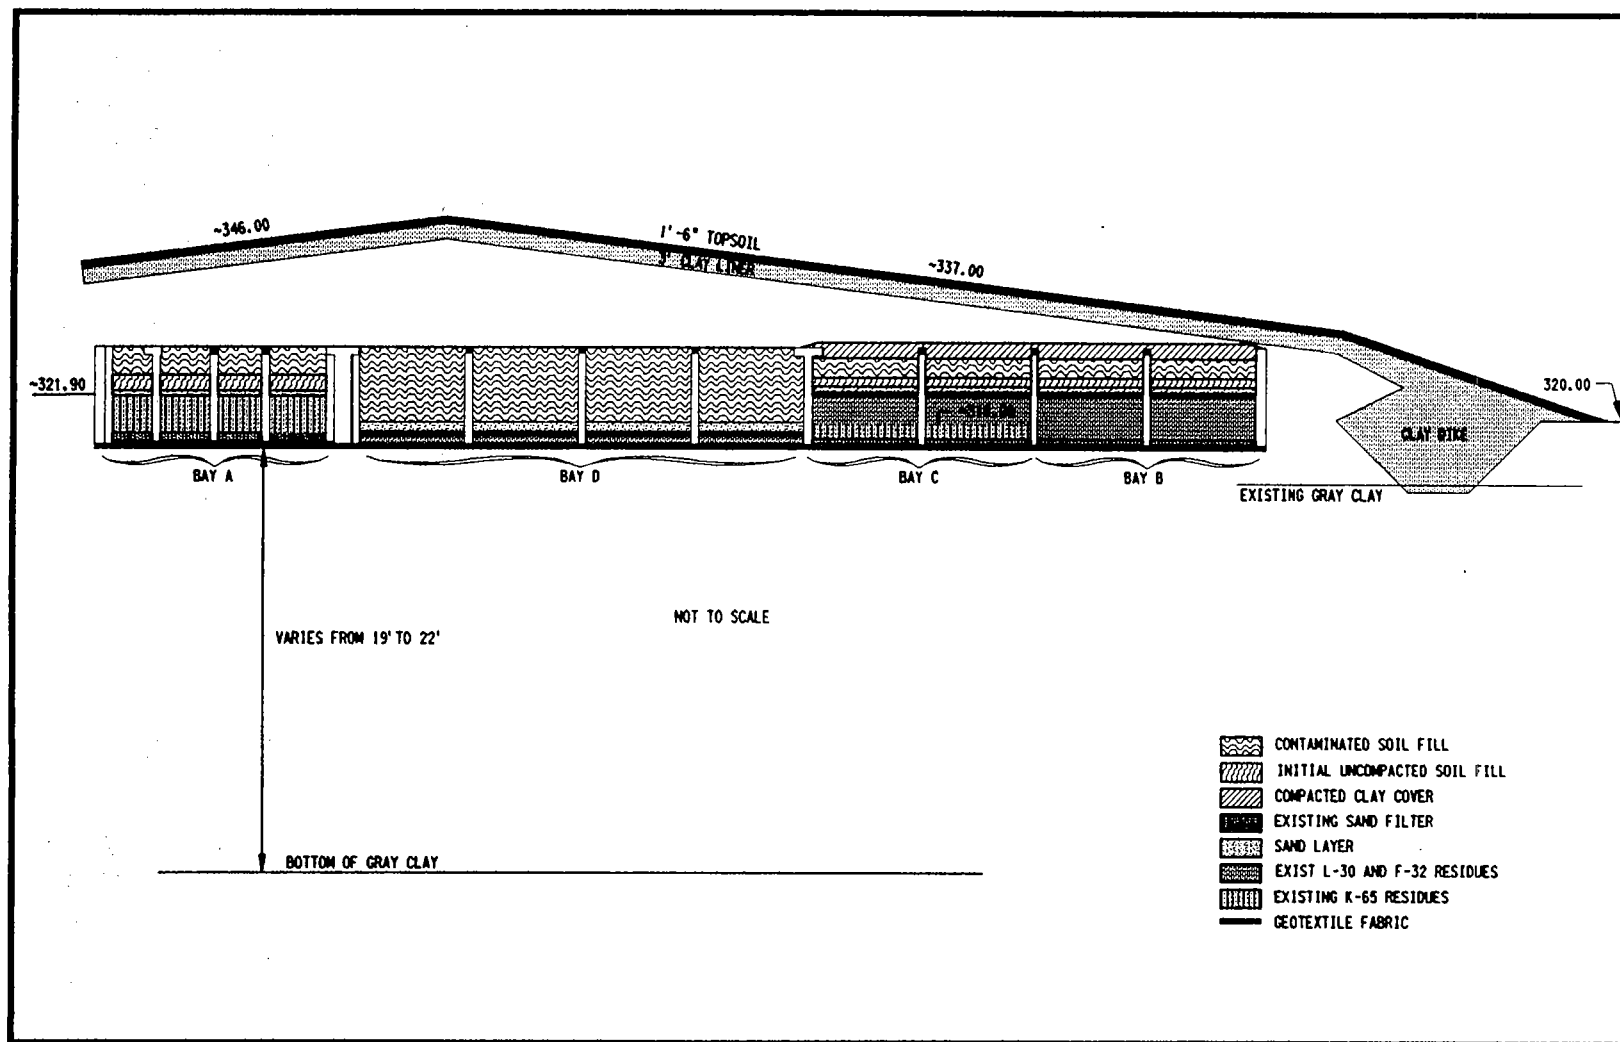 ~346.00
1'-6" TOPSOIL
3' CLAY LINER
~337.00
~321.90
320.00
CLAY DIKE
BAY A
BAY D
BAY C
BAY B
EXISTING GRAY CLAY
NOT TO SCALE
VARIES FROM 19' TO 22'
BOTTOM OF GRAY CLAY
CONTAMINATED SOIL FILL
INITIAL UNCOMPACTED SOIL FILL
COMPACTED CLAY COVER
EXISTING SAND FILTER
SAND LAYER
EXIST L-30 AND F-32 RESIDUES
EXISTING K-65 RESIDUES
GEOTEXTILE FABRIC